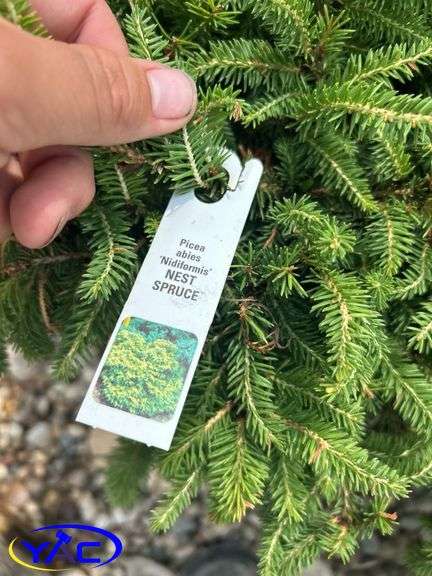 Picea
abies
'Nidiformis'
NEST
SPRUCE
YAC